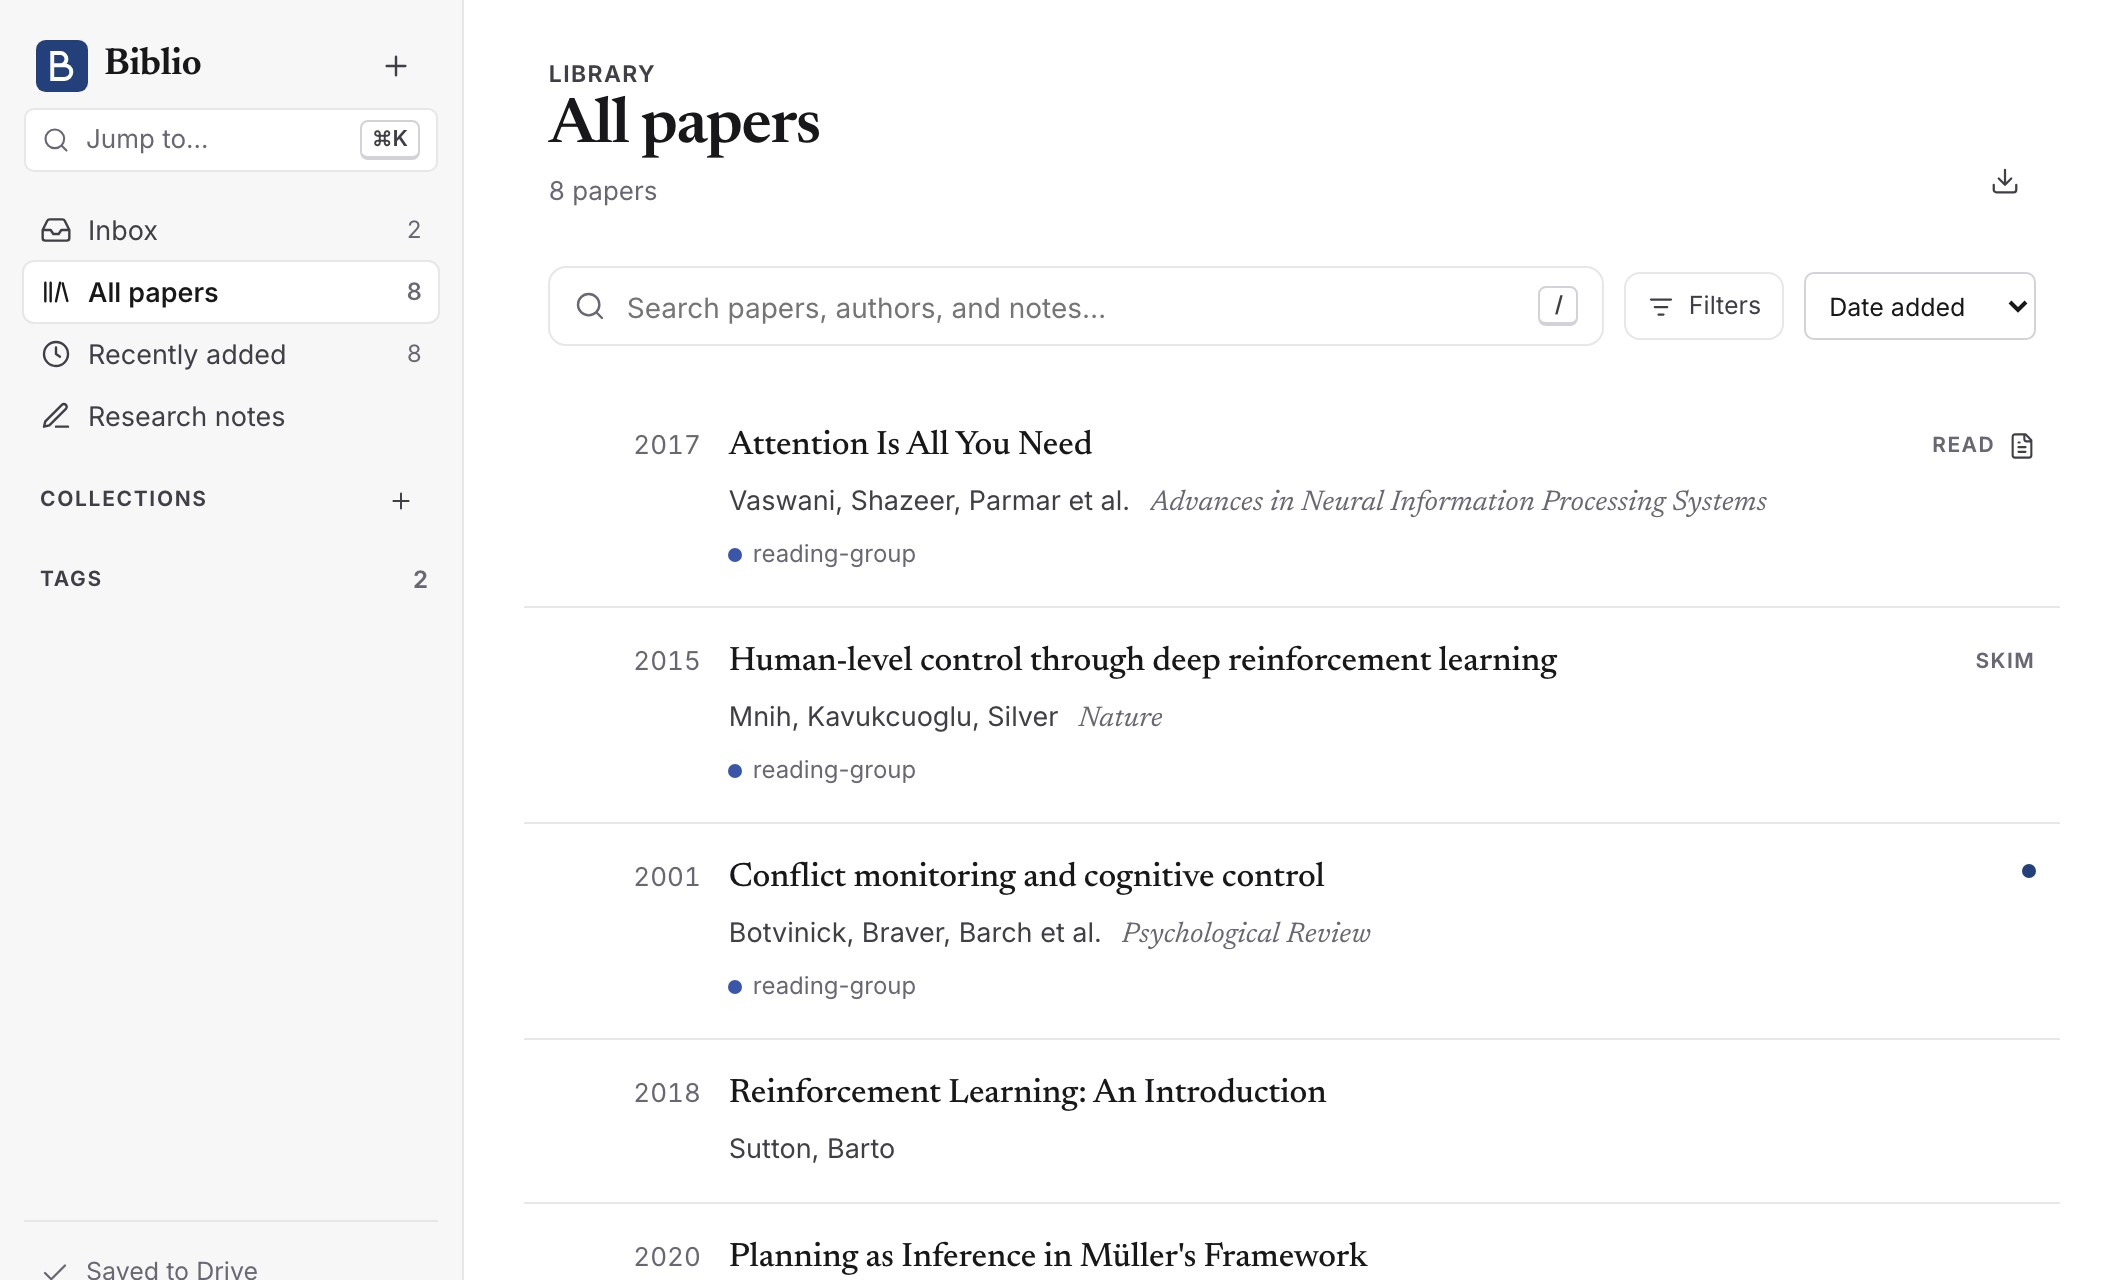 B Biblio
Jump to...
⌘K
Inbox 2
All papers 8
Recently added 8
Research notes
COLLECTIONS
TAGS 2
Saved to Drive
LIBRARY
All papers
8 papers
Search papers, authors, and notes... /
Filters
Date added
2017 Attention Is All You Need READ
Vaswani, Shazeer, Parmar et al. Advances in Neural Information Processing Systems
reading-group
2015 Human-level control through deep reinforcement learning SKIM
Mnih, Kavukcuoglu, Silver Nature
reading-group
2001 Conflict monitoring and cognitive control
Botvinick, Braver, Barch et al. Psychological Review
reading-group
2018 Reinforcement Learning: An Introduction
Sutton, Barto
2020 Planning as Inference in Müller's Framework